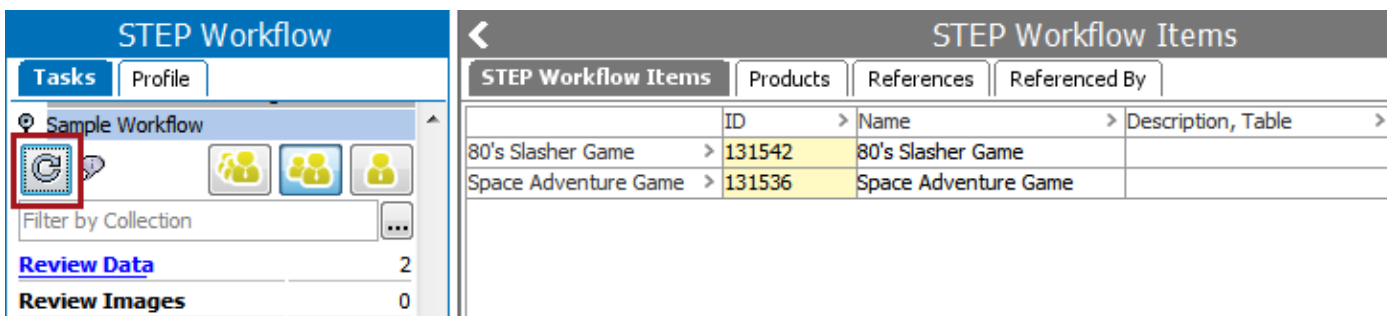 STEP Workflow
Tasks Profile
Sample Workflow
Filter by Collection ...
Review Data 2
Review Images 0
STEP Workflow Items
STEP Workflow Items Products References Referenced By
ID > Name > Description, Table >
80's Slasher Game > 131542 80's Slasher Game
Space Adventure Game > 131536 Space Adventure Game